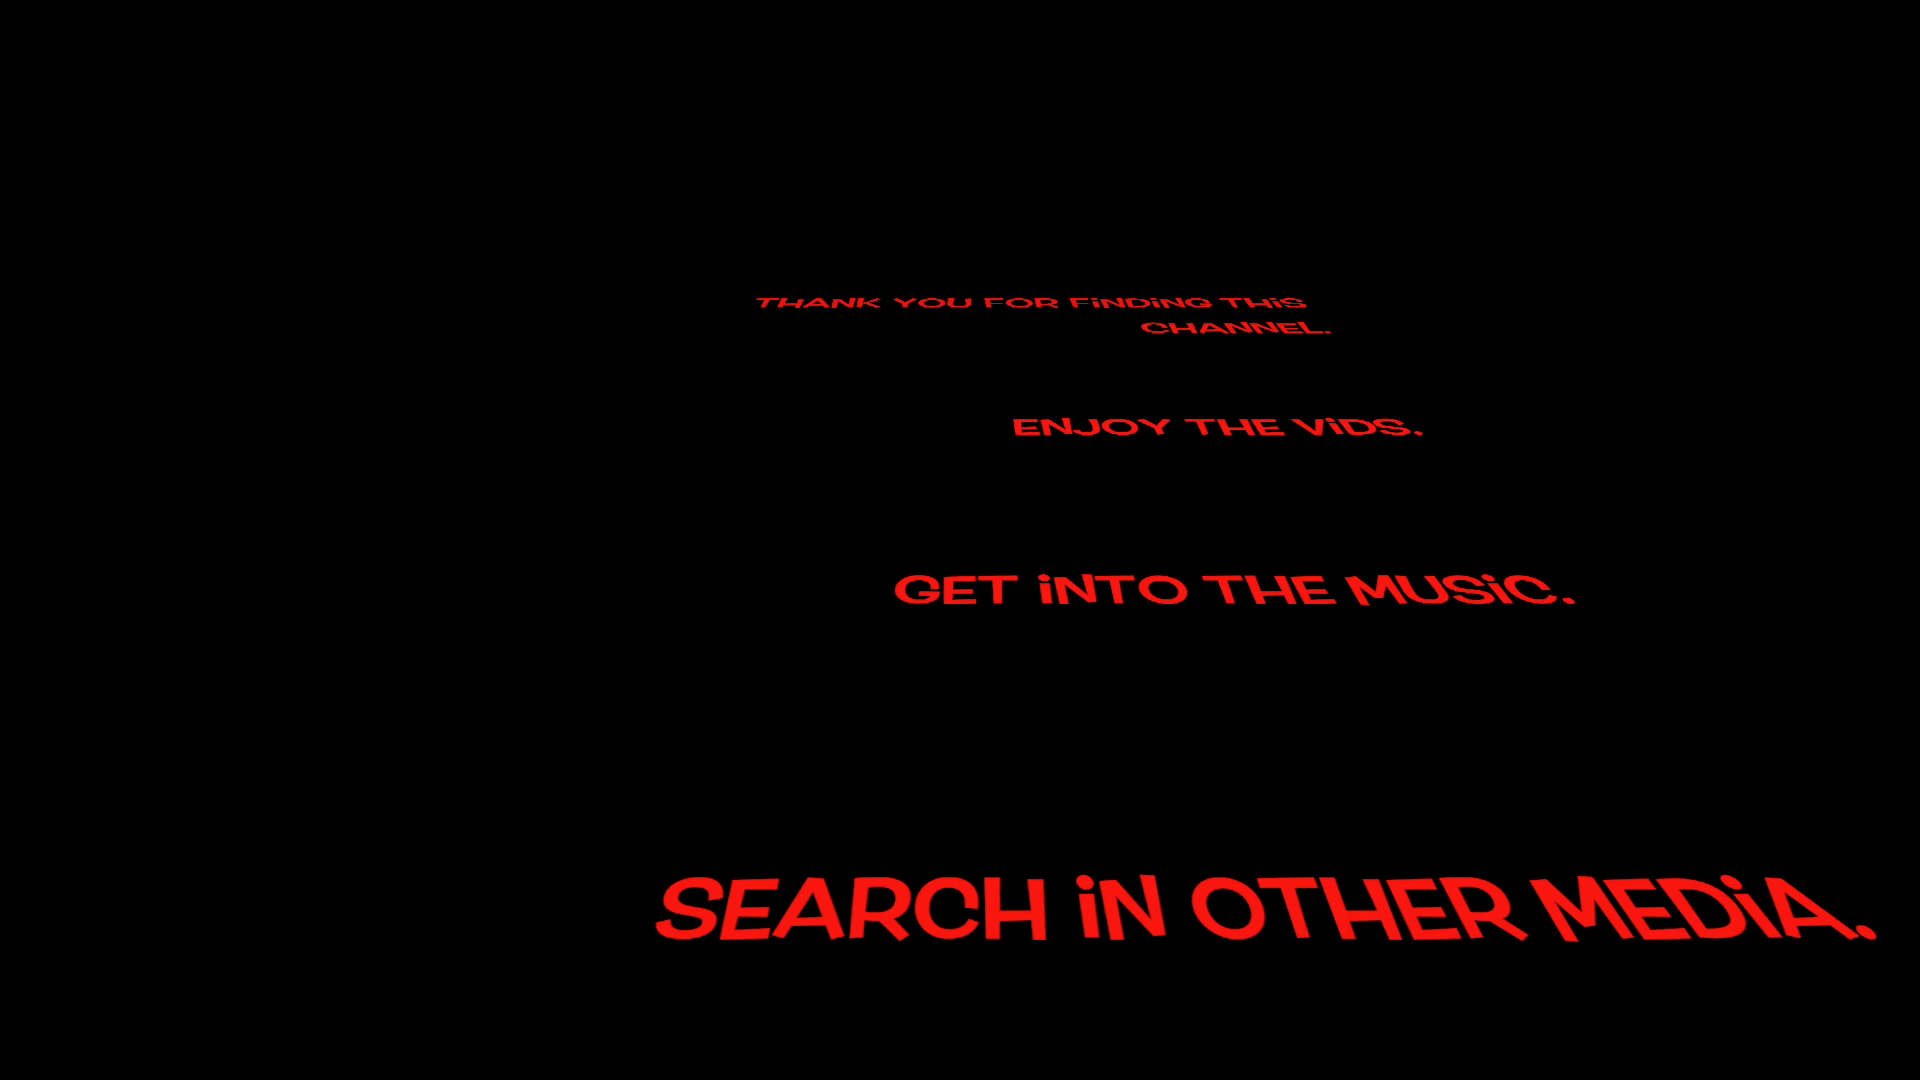 THANK YOU FOR FiNDiNG THiS
CHANNEL.
ENJOY THE ViDS.
GET iNTO THE MUSiC.
SEARCH iN OTHER MEDiA.